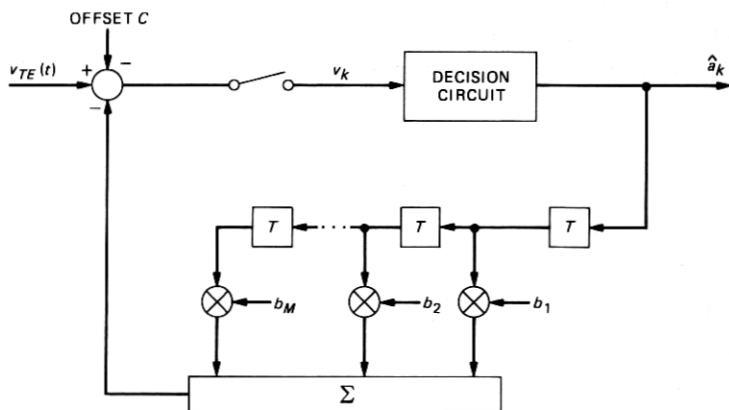 OFFSET C
v_TE (t)
+
−
−
v_k
DECISION
CIRCUIT
â_k
T
· · ·
T
T
b_M
b_2
b_1
Σ